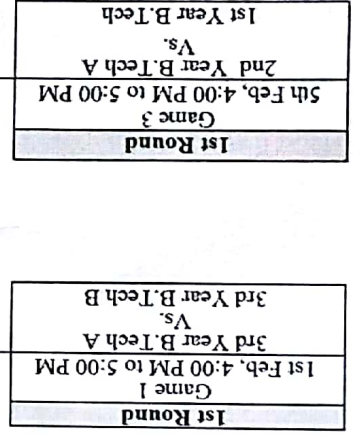 1st Round
Game 1
1st Feb, 4:00 PM to 5:00 PM
3rd Year B.Tech A
Vs.
3rd Year B.Tech B
1st Round
Game 3
5th Feb, 4:00 PM to 5:00 PM
2nd Year B.Tech A
Vs.
1st Year B.Tech